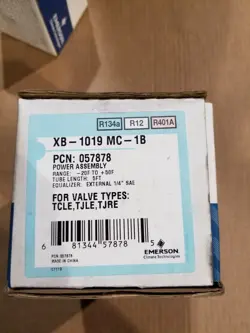 R134a R12 R401A
XB-1019 MC-1B
PCN: 057878
POWER ASSEMBLY
RANGE: -20F TO +50F
TUBE LENGTH: 5FT
EQUALIZER: EXTERNAL 1/4" SAE
FOR VALVE TYPES:
TCLE,TJLE,TJRE
6 81344 57878 5
EMERSON
Climate Technologies
PCN 057878
MADE IN CHINA